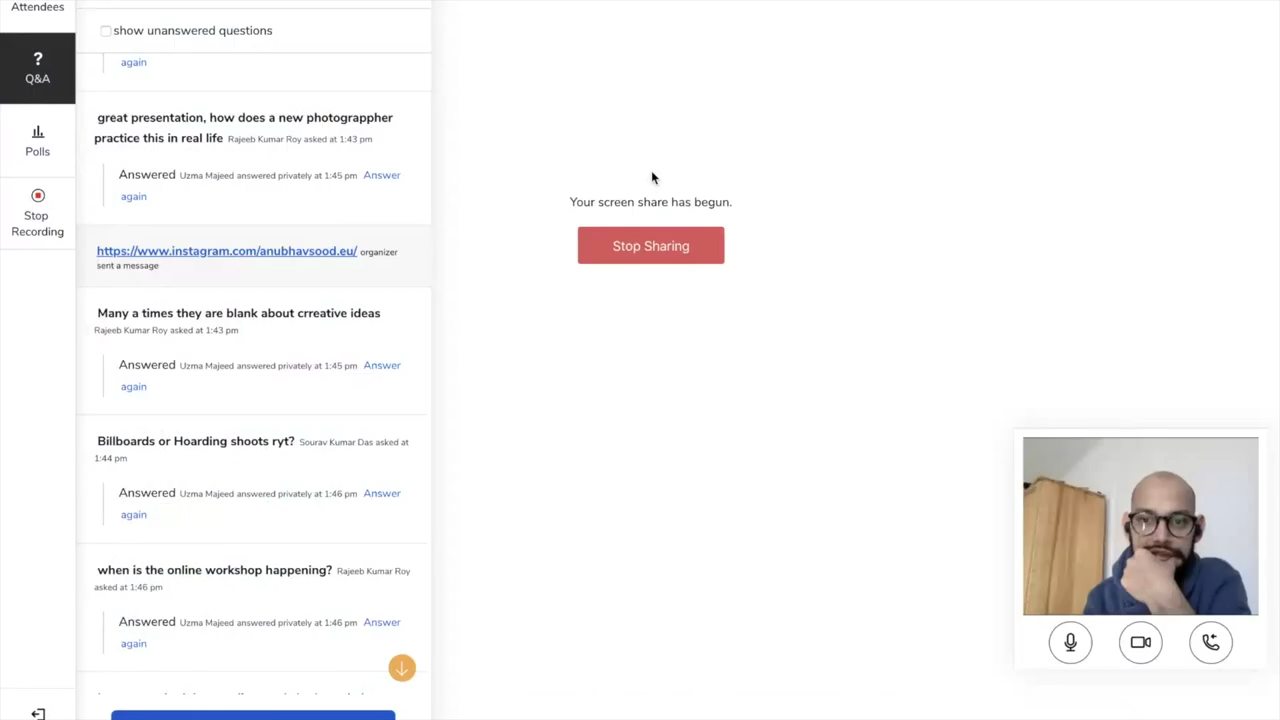 Attendees
show unanswered questions
?
Q&A
Polls
Stop
Recording
again
great presentation, how does a new photograppher
practice this in real life Rajeeb Kumar Roy asked at 1:43 pm
Answered Uzma Majeed answered privately at 1:45 pm Answer
again
https://www.instagram.com/anubhavsood.eu/ organizer
sent a message
Many a times they are blank about crreative ideas
Rajeeb Kumar Roy asked at 1:43 pm
Answered Uzma Majeed answered privately at 1:45 pm Answer
again
Billboards or Hoarding shoots ryt? Sourav Kumar Das asked at
1:44 pm
Answered Uzma Majeed answered privately at 1:46 pm Answer
again
when is the online workshop happening? Rajeeb Kumar Roy
asked at 1:46 pm
Answered Uzma Majeed answered privately at 1:46 pm Answer
again
Your screen share has begun.
Stop Sharing